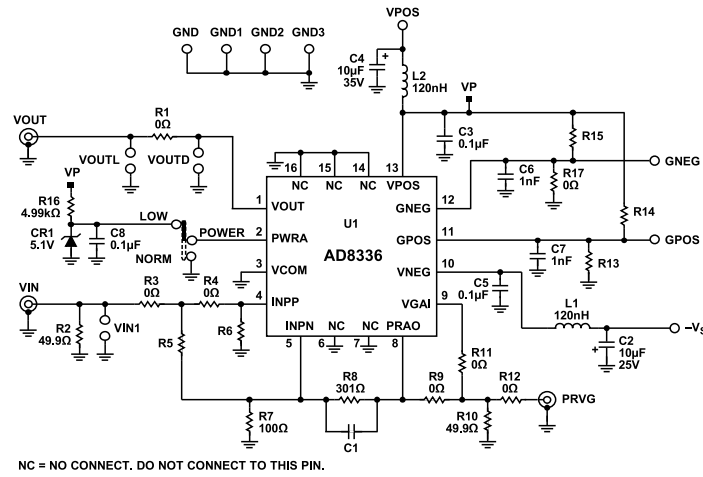 VPOS
GND GND1 GND2 GND3
C4
10µF
35V
+
L2
120nH
VP
VOUT
R1
0Ω
C3
0.1µF
R15
VOUTL VOUTD
16 15 14 13
NC NC NC VPOS
C6
1nF
R17
0Ω
GNEG
VP
R16
4.99kΩ
LOW
1 VOUT
U1
GNEG 12
R14
CR1
5.1V
C8
0.1µF
POWER
2 PWRA
AD8336
GPOS 11
GPOS
NORM
3 VCOM
VNEG 10
C7
1nF
R13
VIN
R3
0Ω
R4
0Ω
4 INPP
VGAI 9
C5
0.1µF
L1
120nH
–VS
R2
49.9Ω
VIN1
R5
R6
INPN NC NC PRAO
5 6 7 8
+
C2
10µF
25V
R11
0Ω
R8
301Ω
R9
0Ω
R12
0Ω
PRVG
R7
100Ω
C1
R10
49.9Ω
NC = NO CONNECT. DO NOT CONNECT TO THIS PIN.